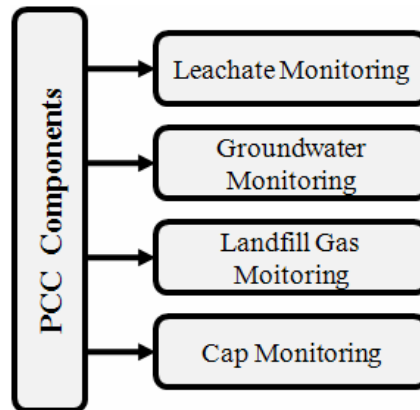 PCC Components
Leachate Monitoring
Groundwater
Monitoring
Landfill Gas
Moitoring
Cap Monitoring